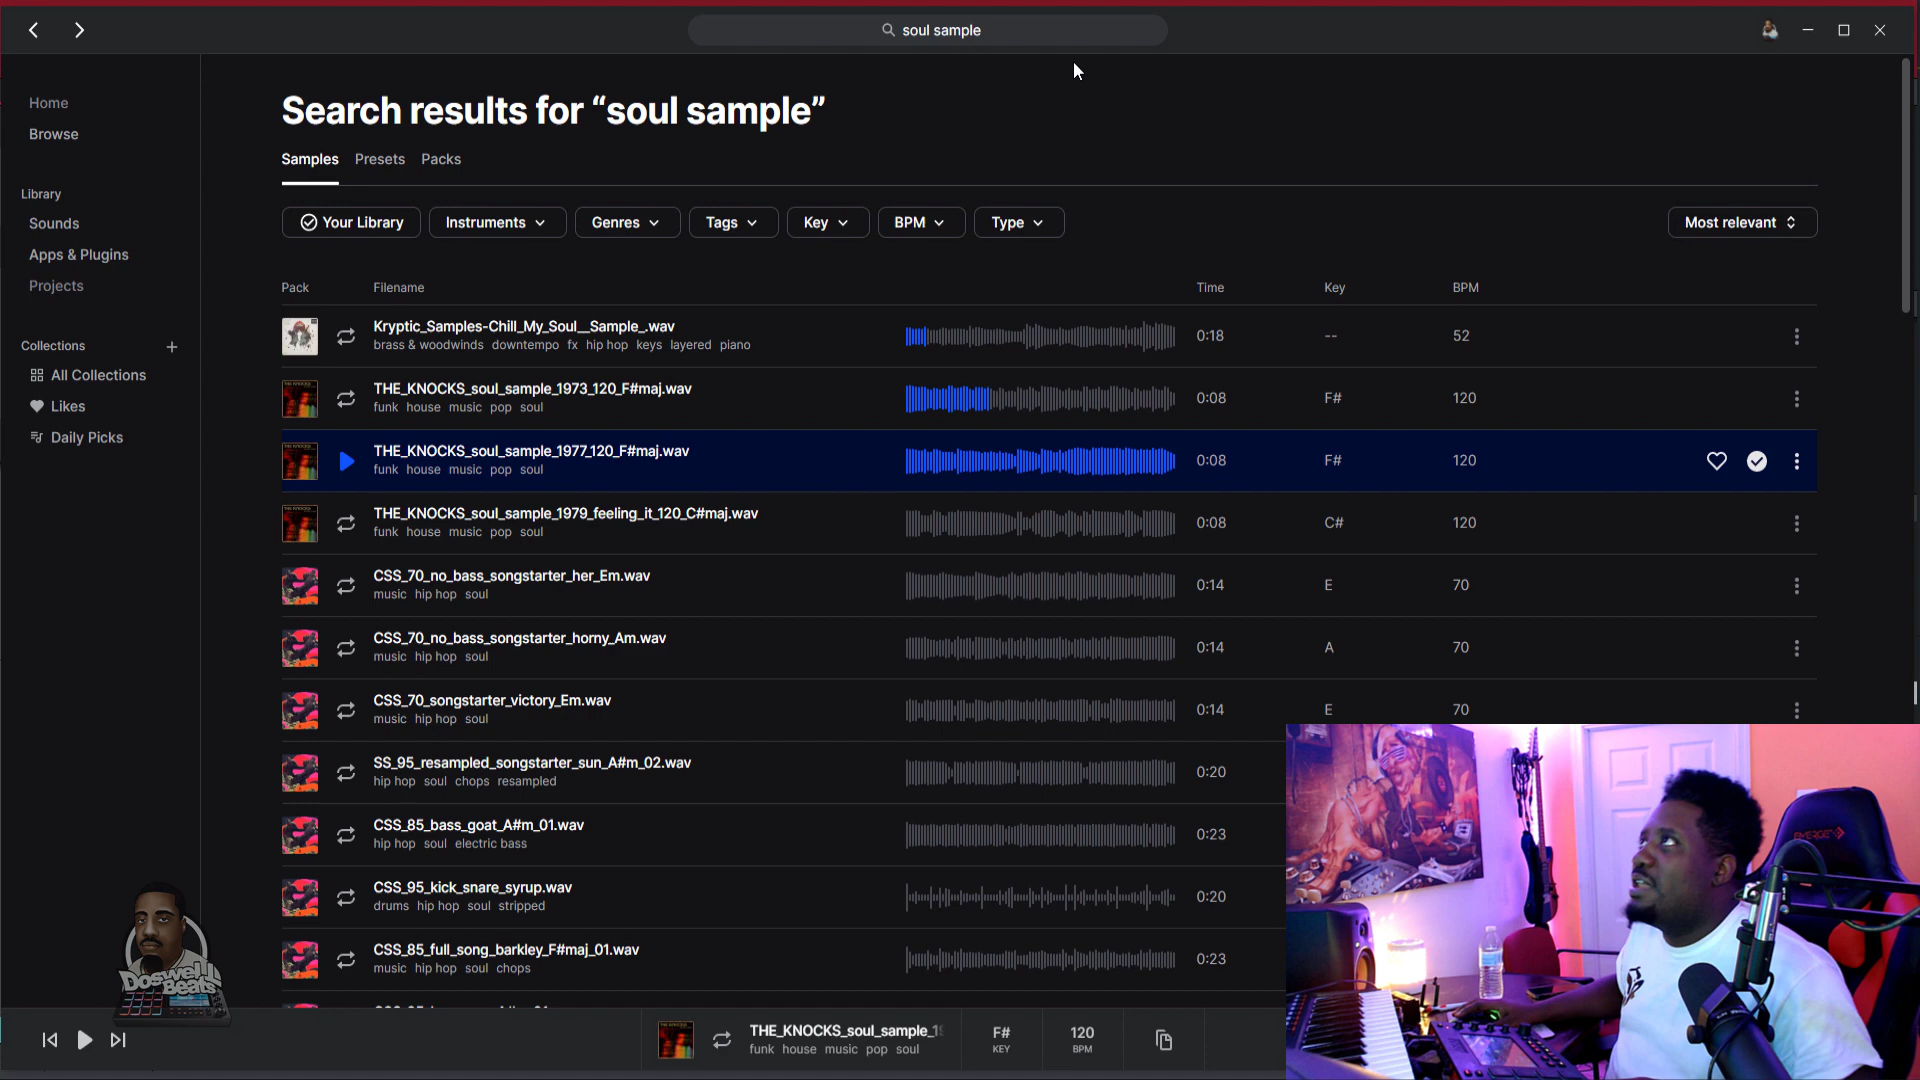 soul sample
Home
Browse
Library
Sounds
Apps & Plugins
Projects
Collections
All Collections
Likes
Daily Picks
Search results for “soul sample”
Samples Presets Packs
Your Library Instruments Genres Tags Key BPM Type Most relevant
Pack Filename Time Key BPM
Kryptic_Samples-Chill_My_Soul__Sample_.wav 0:18 -- 52
brass & woodwinds downtempo fx hip hop keys layered piano
THE_KNOCKS_soul_sample_1973_120_F#maj.wav 0:08 F# 120
funk house music pop soul
THE_KNOCKS_soul_sample_1977_120_F#maj.wav 0:08 F# 120
funk house music pop soul
THE_KNOCKS_soul_sample_1979_feeling_it_120_C#maj.wav 0:08 C# 120
funk house music pop soul
CSS_70_no_bass_songstarter_her_Em.wav 0:14 E 70
music hip hop soul
CSS_70_no_bass_songstarter_horny_Am.wav 0:14 A 70
music hip hop soul
CSS_70_songstarter_victory_Em.wav 0:14 E 70
music hip hop soul
SS_95_resampled_songstarter_sun_A#m_02.wav 0:20
hip hop soul chops resampled
CSS_85_bass_goat_A#m_01.wav 0:23
hip hop soul electric bass
CSS_95_kick_snare_syrup.wav 0:20
drums hip hop soul stripped
CSS_85_full_song_barkley_F#maj_01.wav 0:23
music hip hop soul chops
Doswell
Beats
THE_KNOCKS_soul_sample_19 F# 120
funk house music pop soul KEY BPM